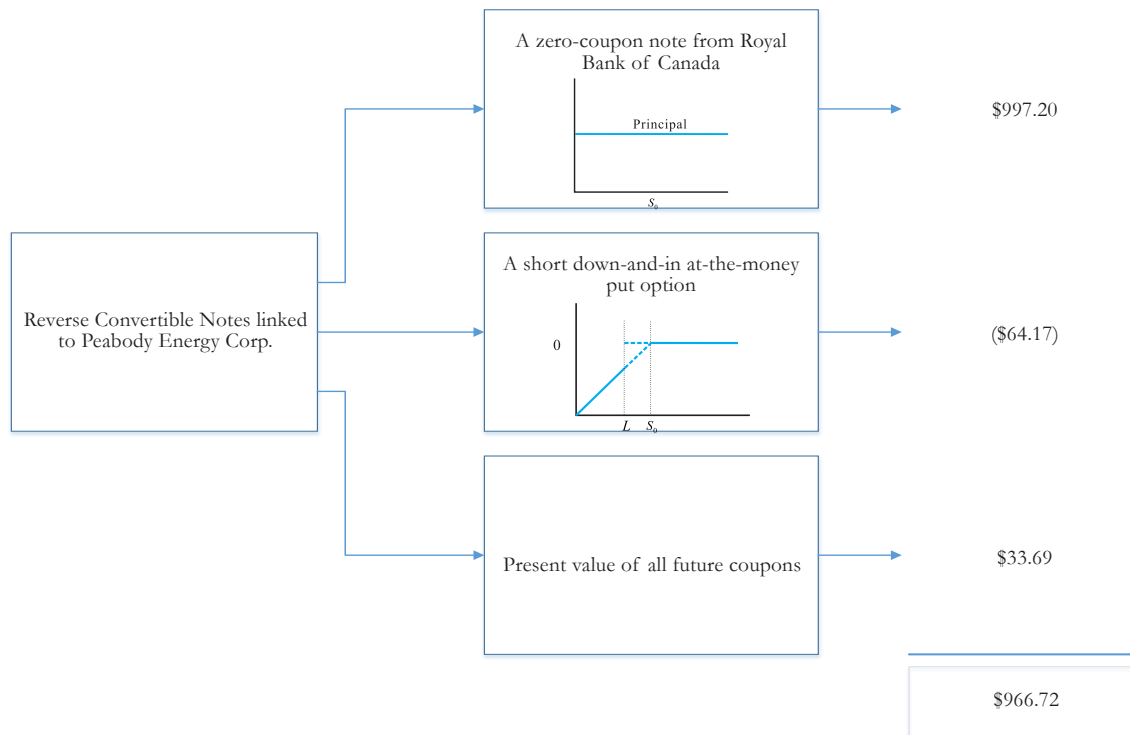 A zero-coupon note from Royal
Bank of Canada
Principal
S₀
$997.20
Reverse Convertible Notes linked
to Peabody Energy Corp.
A short down-and-in at-the-money
put option
0
L S₀
($64.17)
Present value of all future coupons
$33.69
$966.72